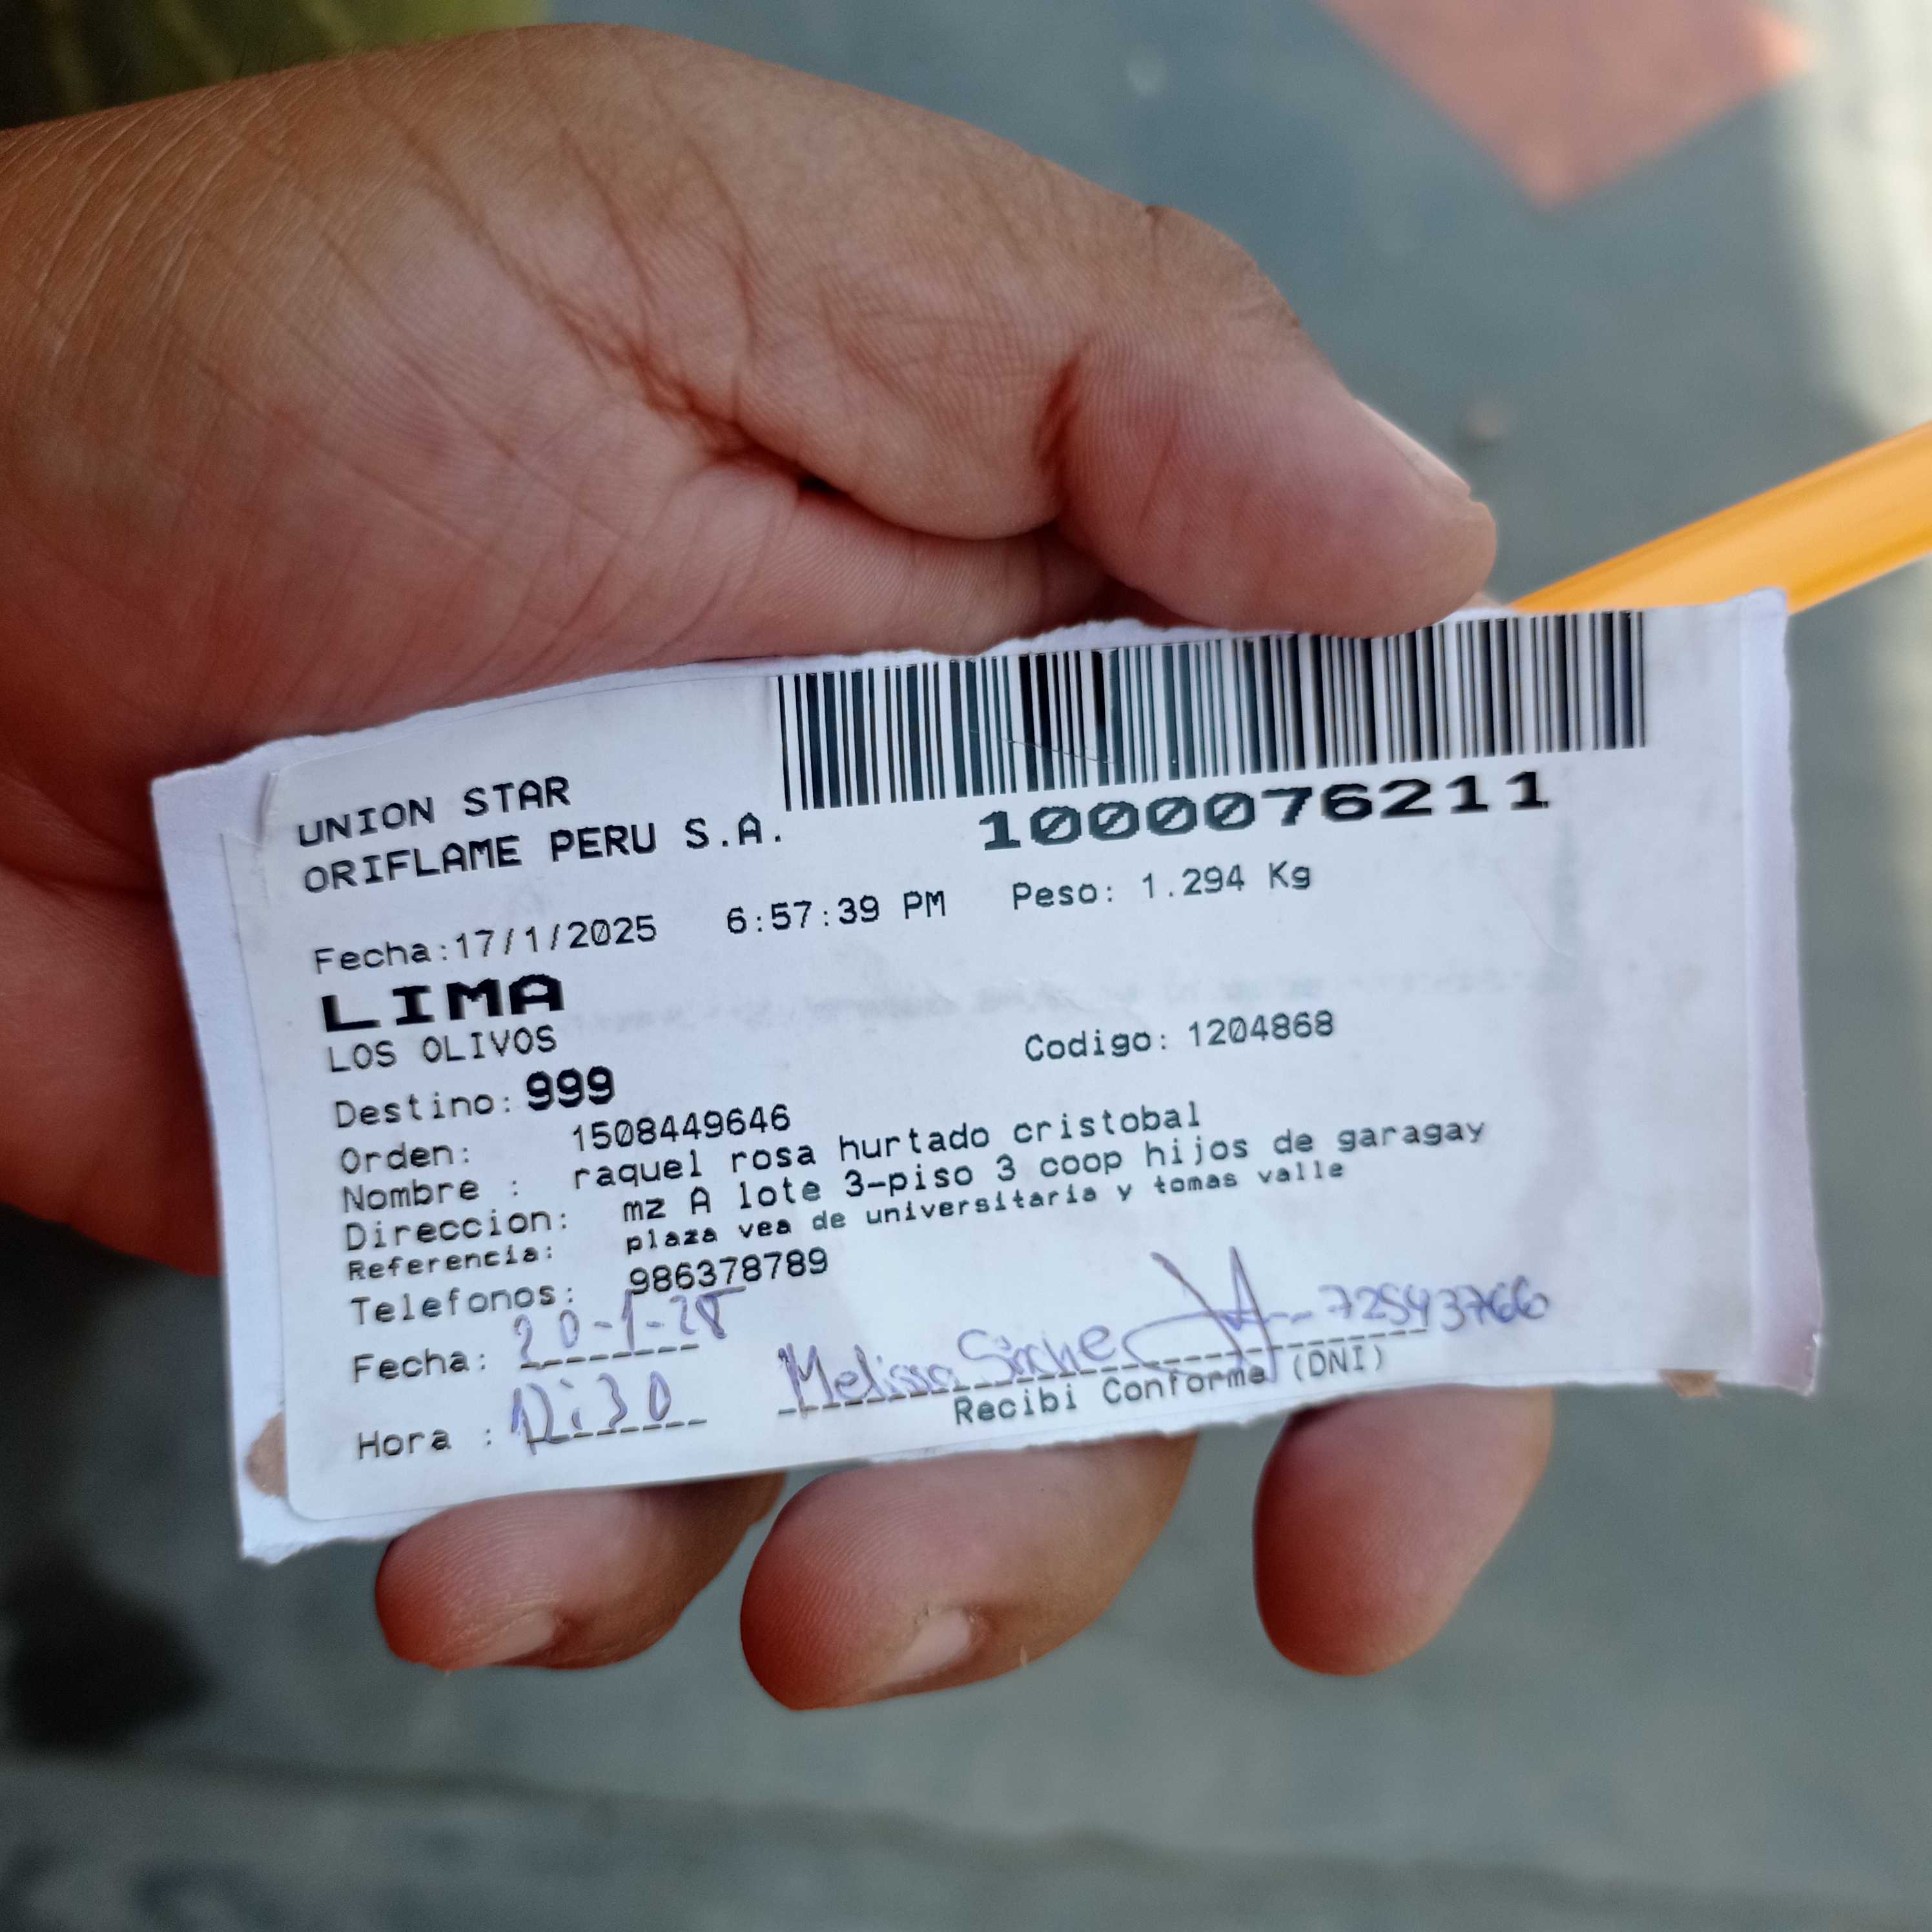 UNION STAR
ORIFLAME PERU S.A.
1000076211
Fecha:17/1/2025 6:57:39 PM Peso: 1.294 Kg
LIMA
LOS OLIVOS
Codigo: 1204868
Destino: 999
Orden: 1508449646
Nombre : raquel rosa hurtado cristobal
Direccion: mz A lote 3-piso 3 coop hijos de garagay
Referencia: plaza vea de universitaria y tomas valle
Telefonos: 986378789
Fecha: 20-1-25
Hora : 12:30
Melissa Sinche
Recibi Conforme (DNI)